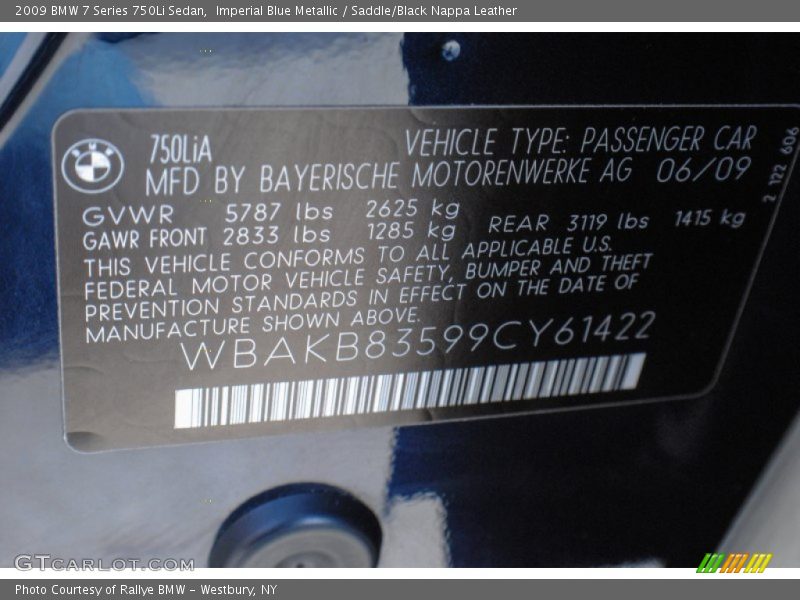 2009 BMW 7 Series 750Li Sedan, Imperial Blue Metallic / Saddle/Black Nappa Leather
BMW
750LiA
VEHICLE TYPE: PASSENGER CAR
MFD BY BAYERISCHE MOTORENWERKE AG 06/09
GVWR 5787 lbs 2625 kg
GAWR FRONT 2833 lbs 1285 kg REAR 3119 lbs 1415 kg
THIS VEHICLE CONFORMS TO ALL APPLICABLE U.S.
FEDERAL MOTOR VEHICLE SAFETY, BUMPER AND THEFT
PREVENTION STANDARDS IN EFFECT ON THE DATE OF
MANUFACTURE SHOWN ABOVE.
WBAKB83599CY61422
2 122 606
GTCARLOT.COM
Photo Courtesy of Rallye BMW - Westbury, NY